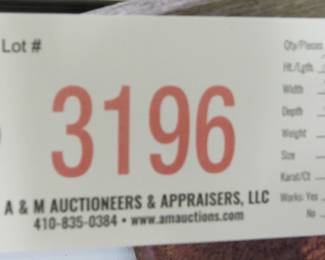 Lot #
3196
A & M AUCTIONEERS & APPRAISERS, LLC
410-835-0384 • www.amauctions.com
Qty/Pieces
Ht./Lgth.
Width
Depth
Weight
Size
Karat/Ct
Works: Yes
No